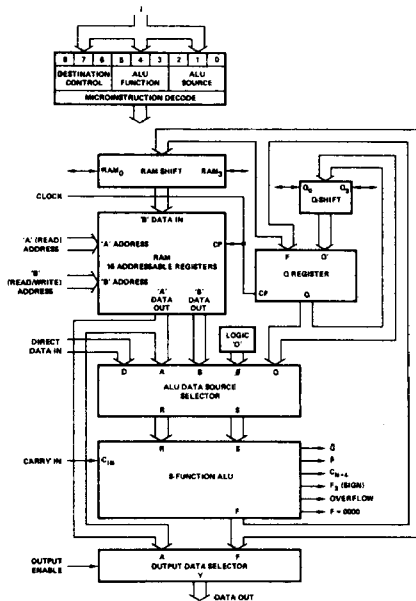 I
8 7 6 5 4 3 2 1 0
DESTINATION CONTROL
ALU FUNCTION
ALU SOURCE
MICROINSTRUCTION DECODE
RAM0 RAM SHIFT RAM3
Q0 Q3
Q-SHIFT
CLOCK
'B' DATA IN
'A' (READ) ADDRESS
'A' ADDRESS
RAM
16 ADDRESSABLE REGISTERS
CP
'B' (READ/WRITE) ADDRESS
'B' ADDRESS
'A' DATA OUT
'B' DATA OUT
F Q'
Q REGISTER
CP
Q
LOGIC '0'
DIRECT DATA IN
D A B Ø Q
ALU DATA SOURCE SELECTOR
R S
R S
CARRY IN
CIN
8-FUNCTION ALU
F
G
P
CN+4
F3 (SIGN)
OVERFLOW
F = 0000
OUTPUT ENABLE
A F
OUTPUT DATA SELECTOR
Y
DATA OUT